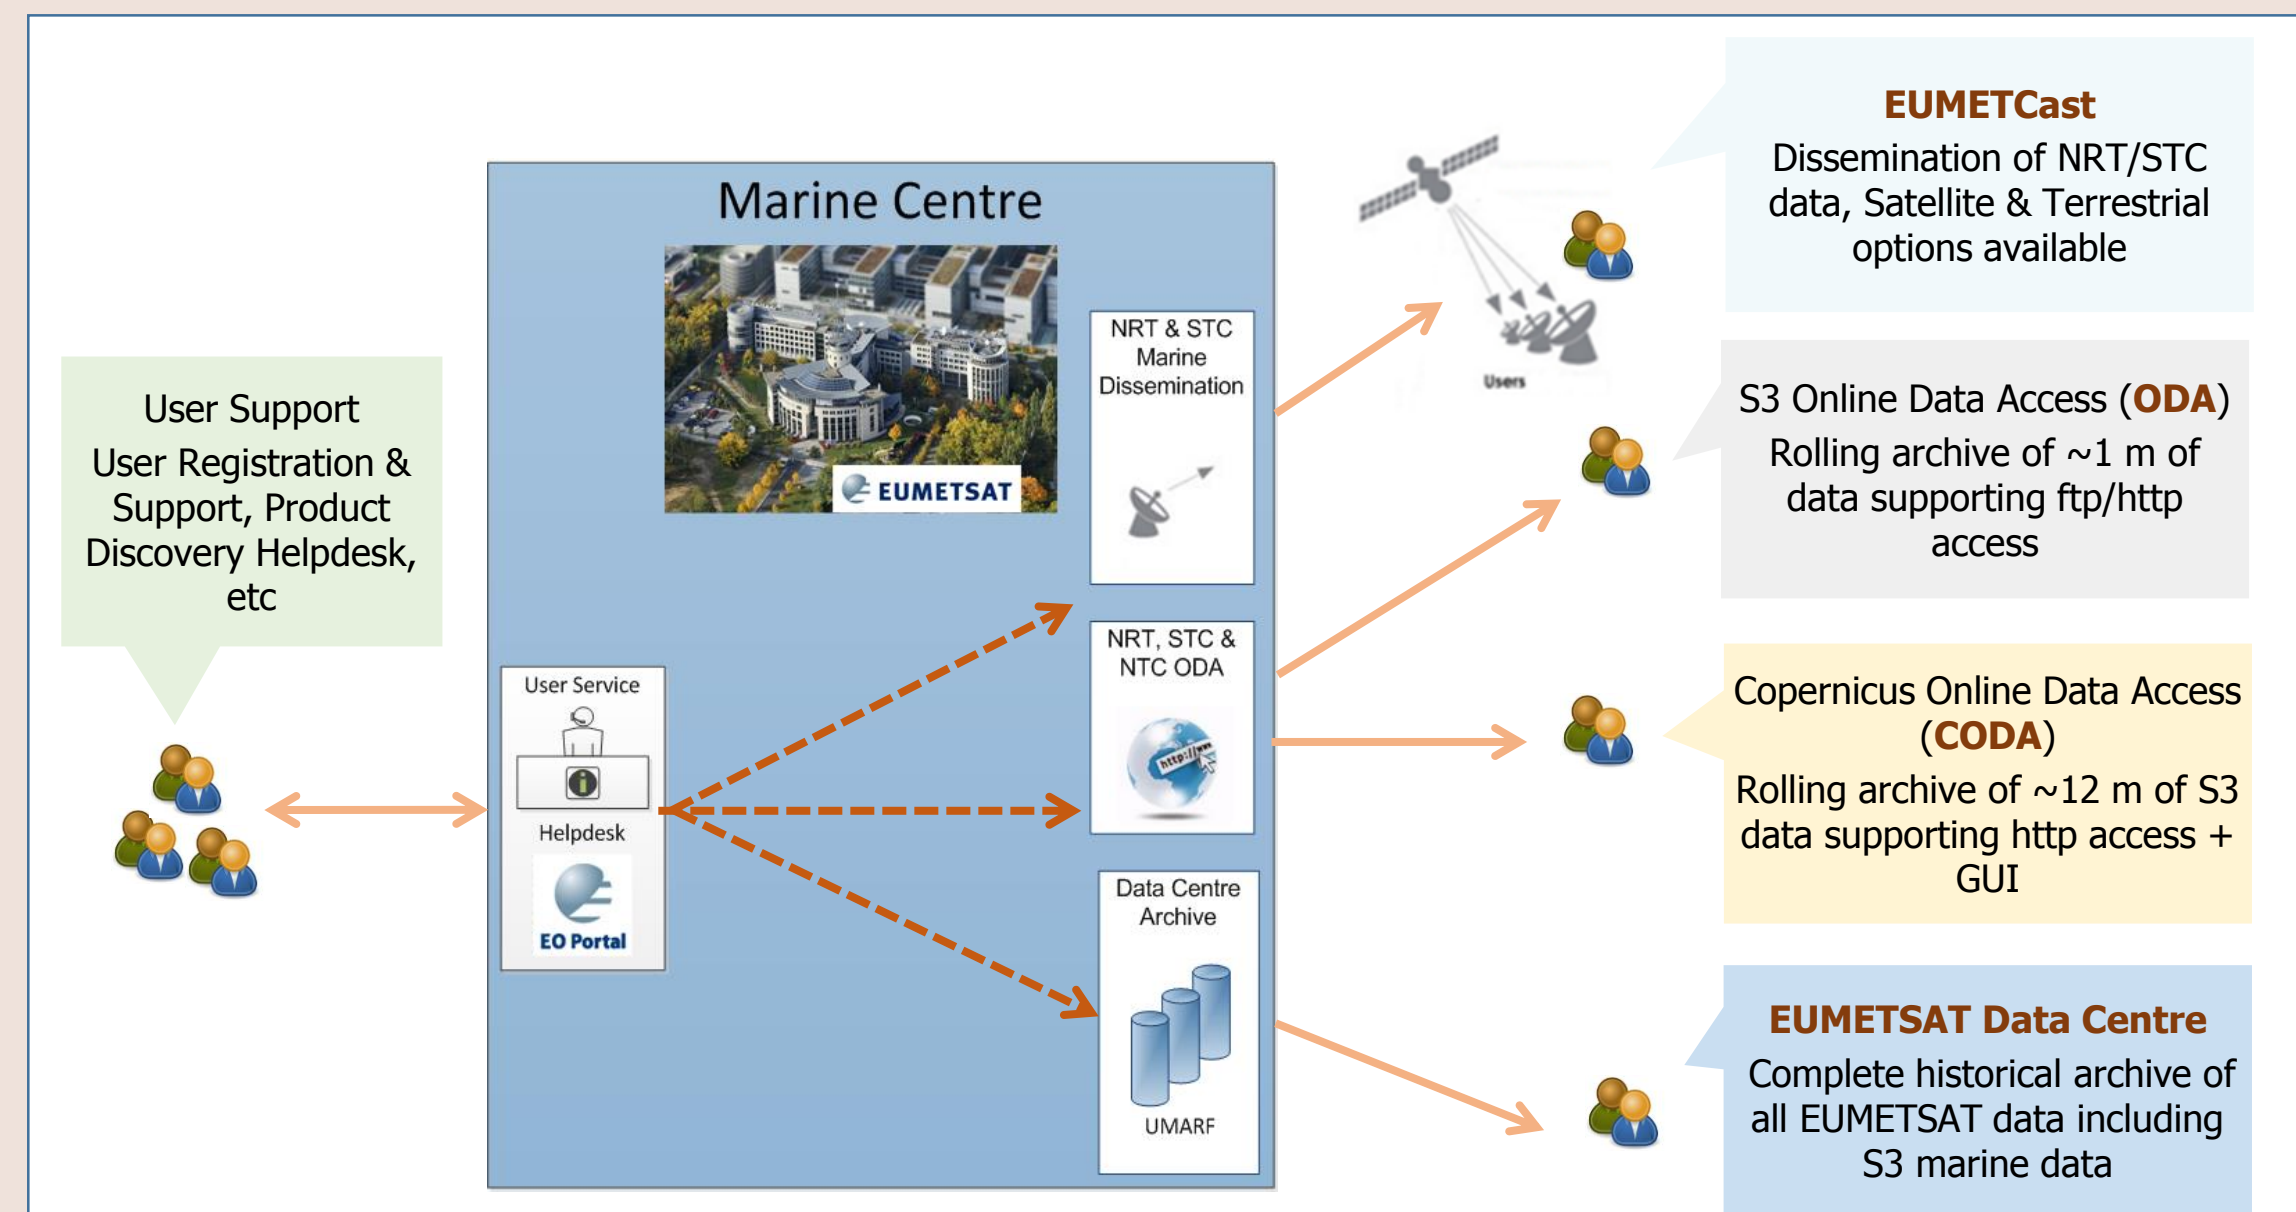 Marine Centre
EUMETSAT
User Support
User Registration &
Support, Product
Discovery Helpdesk,
etc
User Service
Helpdesk
EO Portal
NRT & STC
Marine
Dissemination
NRT, STC &
NTC ODA
http://www
Data Centre
Archive
UMARF
Users
EUMETCast
Dissemination of NRT/STC
data, Satellite & Terrestrial
options available
S3 Online Data Access (ODA)
Rolling archive of ~1 m of
data supporting ftp/http
access
Copernicus Online Data Access
(CODA)
Rolling archive of ~12 m of S3
data supporting http access +
GUI
EUMETSAT Data Centre
Complete historical archive of
all EUMETSAT data including
S3 marine data